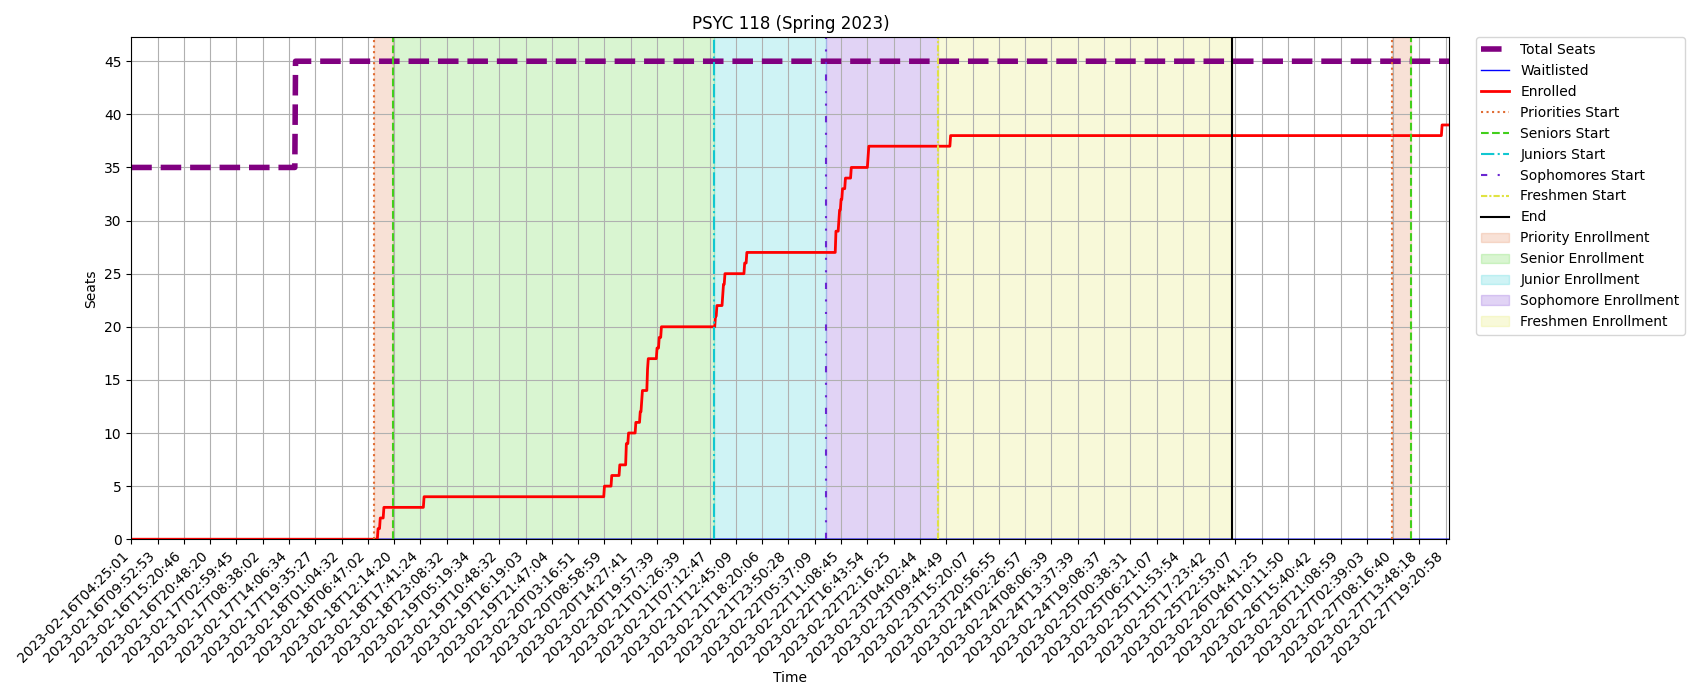 PSYC 118 (Spring 2023)
Seats
45
40
35
30
25
20
15
10
5
0
2023-02-16T04:25:01
2023-02-16T09:52:53
2023-02-16T15:20:46
2023-02-16T20:48:20
2023-02-17T02:59:45
2023-02-17T08:38:02
2023-02-17T14:06:34
2023-02-17T19:35:27
2023-02-18T01:04:32
2023-02-18T06:47:02
2023-02-18T12:14:20
2023-02-18T17:41:24
2023-02-18T23:08:32
2023-02-19T05:19:34
2023-02-19T10:48:32
2023-02-19T16:19:03
2023-02-19T21:47:04
2023-02-20T03:16:51
2023-02-20T08:58:59
2023-02-20T14:27:41
2023-02-20T19:57:39
2023-02-21T01:26:39
2023-02-21T07:12:47
2023-02-21T12:45:09
2023-02-21T18:20:06
2023-02-21T23:50:28
2023-02-22T05:37:09
2023-02-22T11:08:45
2023-02-22T16:43:54
2023-02-22T22:16:25
2023-02-23T04:02:44
2023-02-23T09:44:49
2023-02-23T15:20:07
2023-02-23T20:56:55
2023-02-24T02:26:57
2023-02-24T08:06:39
2023-02-24T13:37:39
2023-02-24T19:08:37
2023-02-25T00:38:31
2023-02-25T06:21:07
2023-02-25T11:53:54
2023-02-25T17:23:42
2023-02-25T22:53:07
2023-02-26T04:41:25
2023-02-26T10:11:50
2023-02-26T15:40:42
2023-02-26T21:08:59
2023-02-27T02:39:03
2023-02-27T08:16:40
2023-02-27T13:48:18
2023-02-27T19:20:58
Time
Total Seats
Waitlisted
Enrolled
Priorities Start
Seniors Start
Juniors Start
Sophomores Start
Freshmen Start
End
Priority Enrollment
Senior Enrollment
Junior Enrollment
Sophomore Enrollment
Freshmen Enrollment